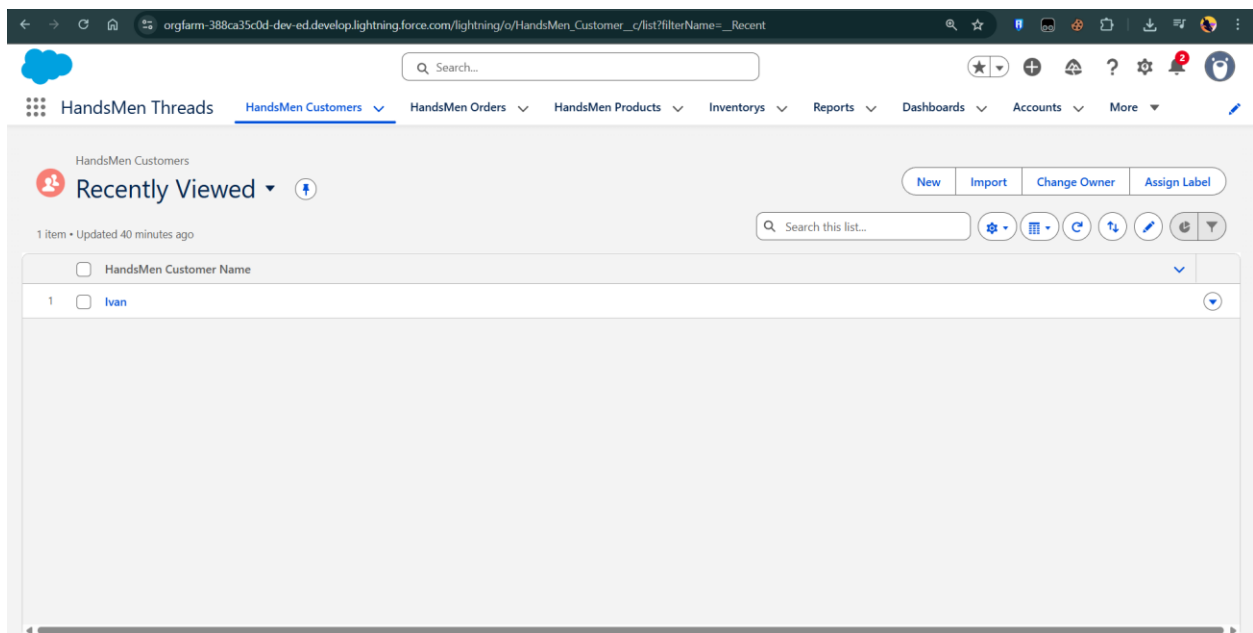 orgfarm-388ca35c0d-dev-ed.develop.lightning.force.com/lightning/o/HandsMen_Customer__c/list?filterName=__Recent
Search...
2
HandsMen Threads HandsMen Customers HandsMen Orders HandsMen Products Inventorys Reports Dashboards Accounts More
HandsMen Customers
Recently Viewed
New Import Change Owner Assign Label
1 item • Updated 40 minutes ago
Search this list...
HandsMen Customer Name
1 Ivan